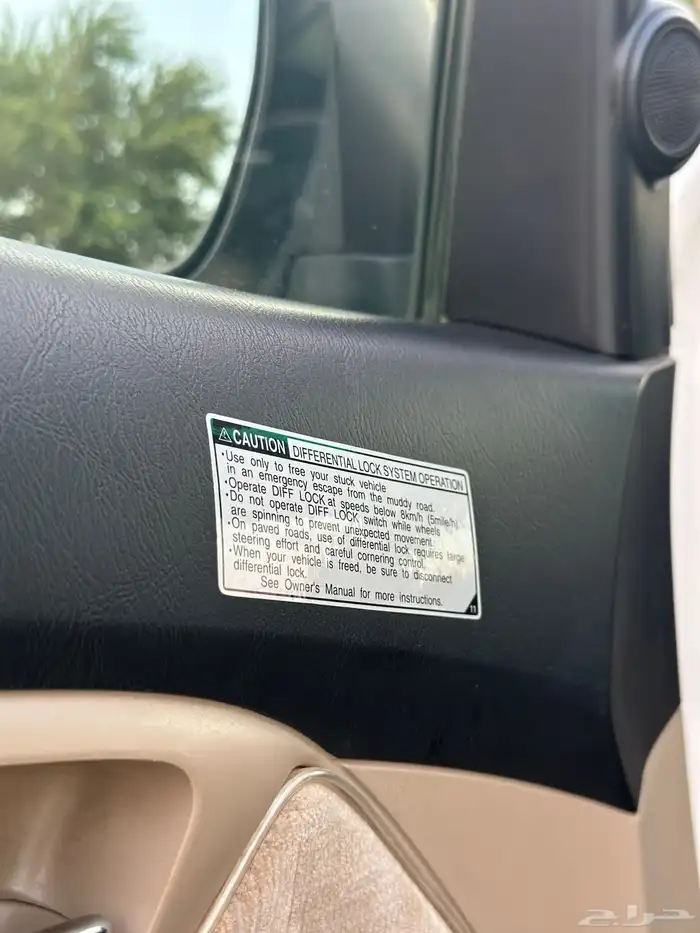 ⚠CAUTION DIFFERENTIAL LOCK SYSTEM OPERATION
•Use only to free your stuck vehicle
in an emergency escape from the muddy road.
•Operate DIFF LOCK at speeds below 8km/h (5mile/h).
•Do not operate DIFF LOCK switch while wheels
are spinning to prevent unexpected movement.
•On paved roads, use of differential lock requires large
steering effort and careful cornering control.
•When your vehicle is freed, be sure to disconnect
differential lock.
See Owner's Manual for more instructions.
11
حراج